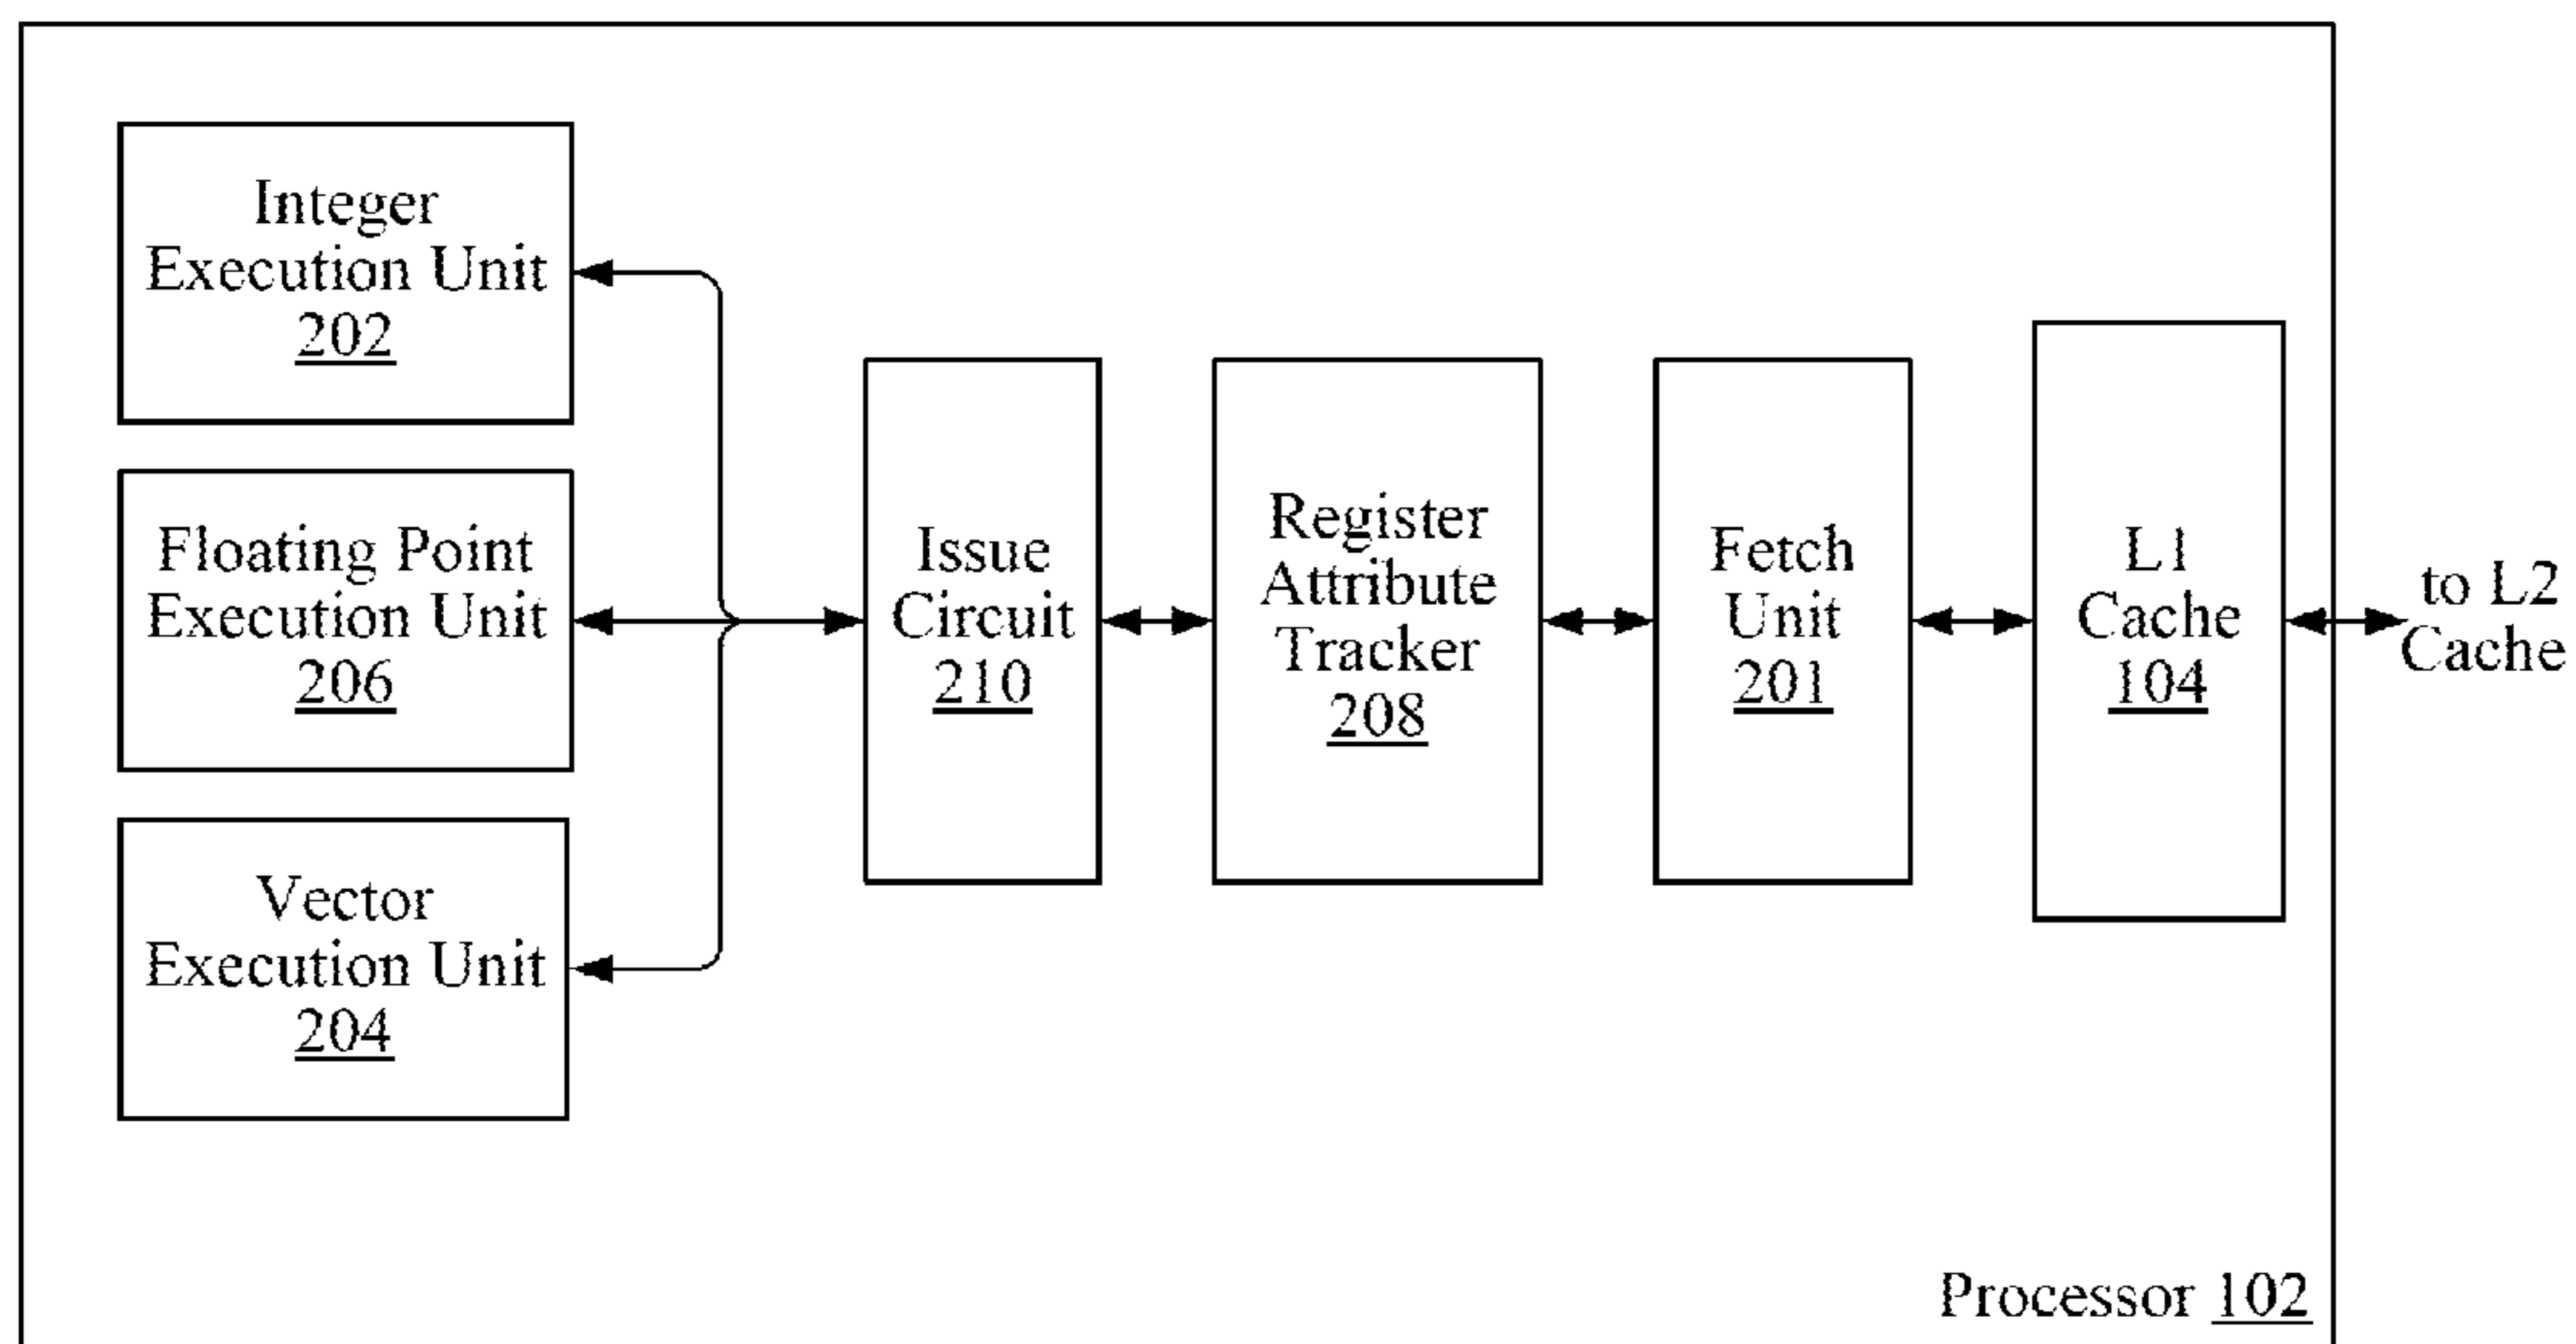 Integer
Execution Unit
202
Floating Point
Execution Unit
206
Vector
Execution Unit
204
Issue
Circuit
210
Register
Attribute
Tracker
208
Fetch
Unit
201
L1
Cache
104
to L2
Cache
Processor 102